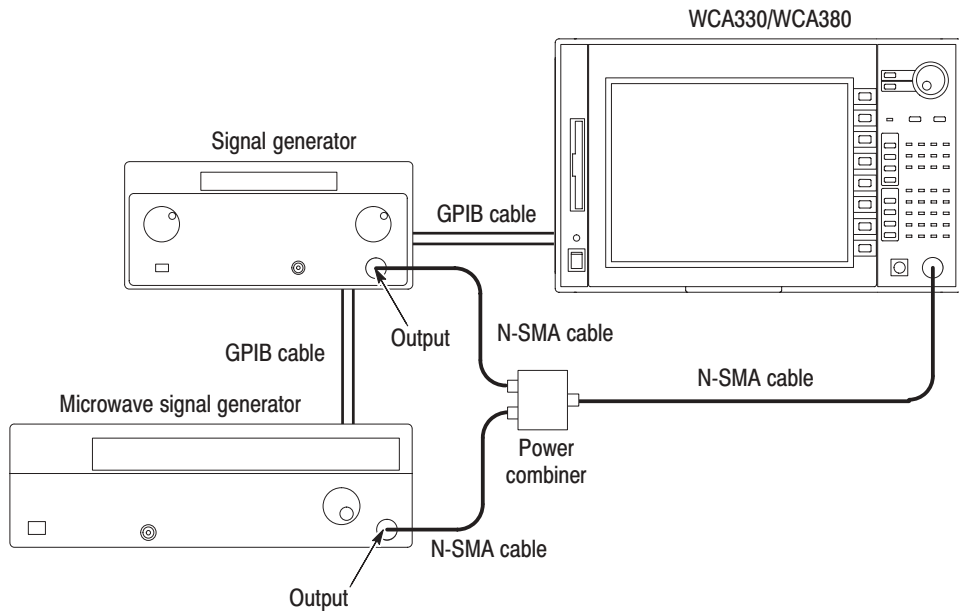 WCA330/WCA380
Signal generator
GPIB cable
Output
N-SMA cable
GPIB cable
N-SMA cable
Microwave signal generator
Power
combiner
N-SMA cable
Output